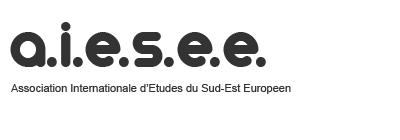 a.i.e.s.e.e.
Association Internationale d'Etudes du Sud-Est Europeen